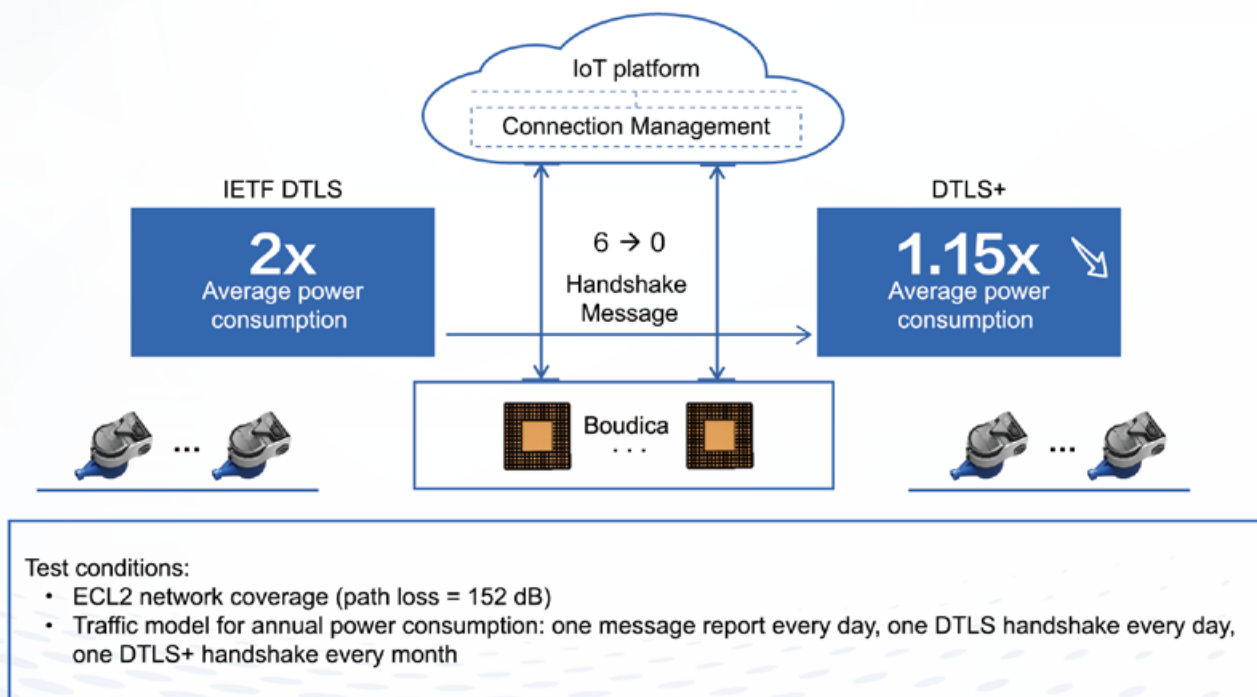 IoT platform
Connection Management
IETF DTLS
2x
Average power
consumption
6 → 0
Handshake
Message
DTLS+
1.15x
Average power
consumption
...
Boudica
...
...
Test conditions:
• ECL2 network coverage (path loss = 152 dB)
• Traffic model for annual power consumption: one message report every day, one DTLS handshake every day,
one DTLS+ handshake every month